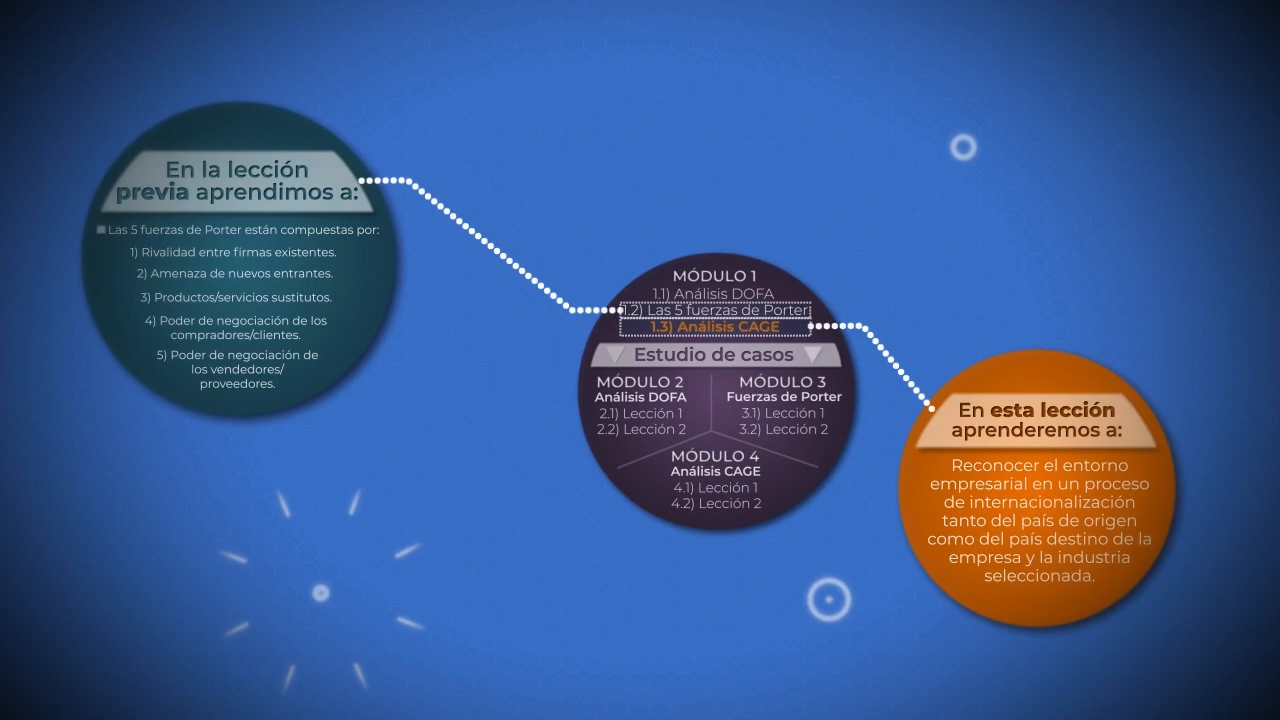 En la lección
previa aprendimos a:
Las 5 fuerzas de Porter están compuestas por:
1) Rivalidad entre firmas existentes.
2) Amenaza de nuevos entrantes.
3) Productos/servicios sustitutos.
4) Poder de negociación de los
compradores/clientes.
5) Poder de negociación de
los vendedores/
proveedores.
MÓDULO 1
1.1) Análisis DOFA
1.2) Las 5 fuerzas de Porter
1.3) Análisis CAGE
Estudio de casos
MÓDULO 2
Análisis DOFA
2.1) Lección 1
2.2) Lección 2
MÓDULO 3
Fuerzas de Porter
3.1) Lección 1
3.2) Lección 2
MÓDULO 4
Análisis CAGE
4.1) Lección 1
4.2) Lección 2
En esta lección
aprenderemos a:
Reconocer el entorno
empresarial en un proceso
de internacionalización
tanto del país de origen
como del país destino de la
empresa y la industria
seleccionada.